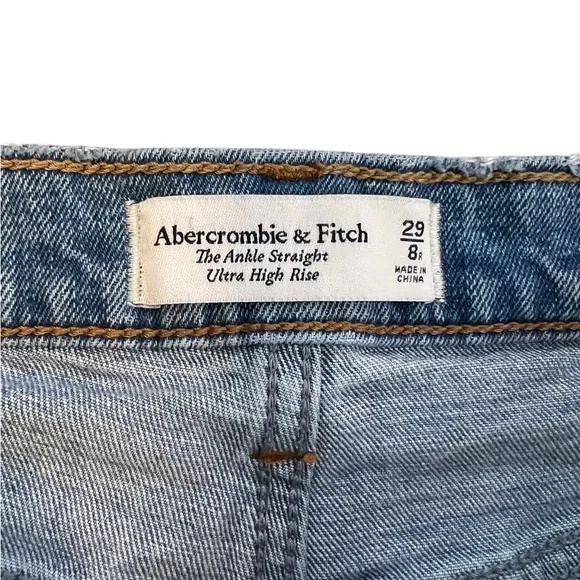 Abercrombie & Fitch
The Ankle Straight
Ultra High Rise
29
8R
MADE IN
CHINA